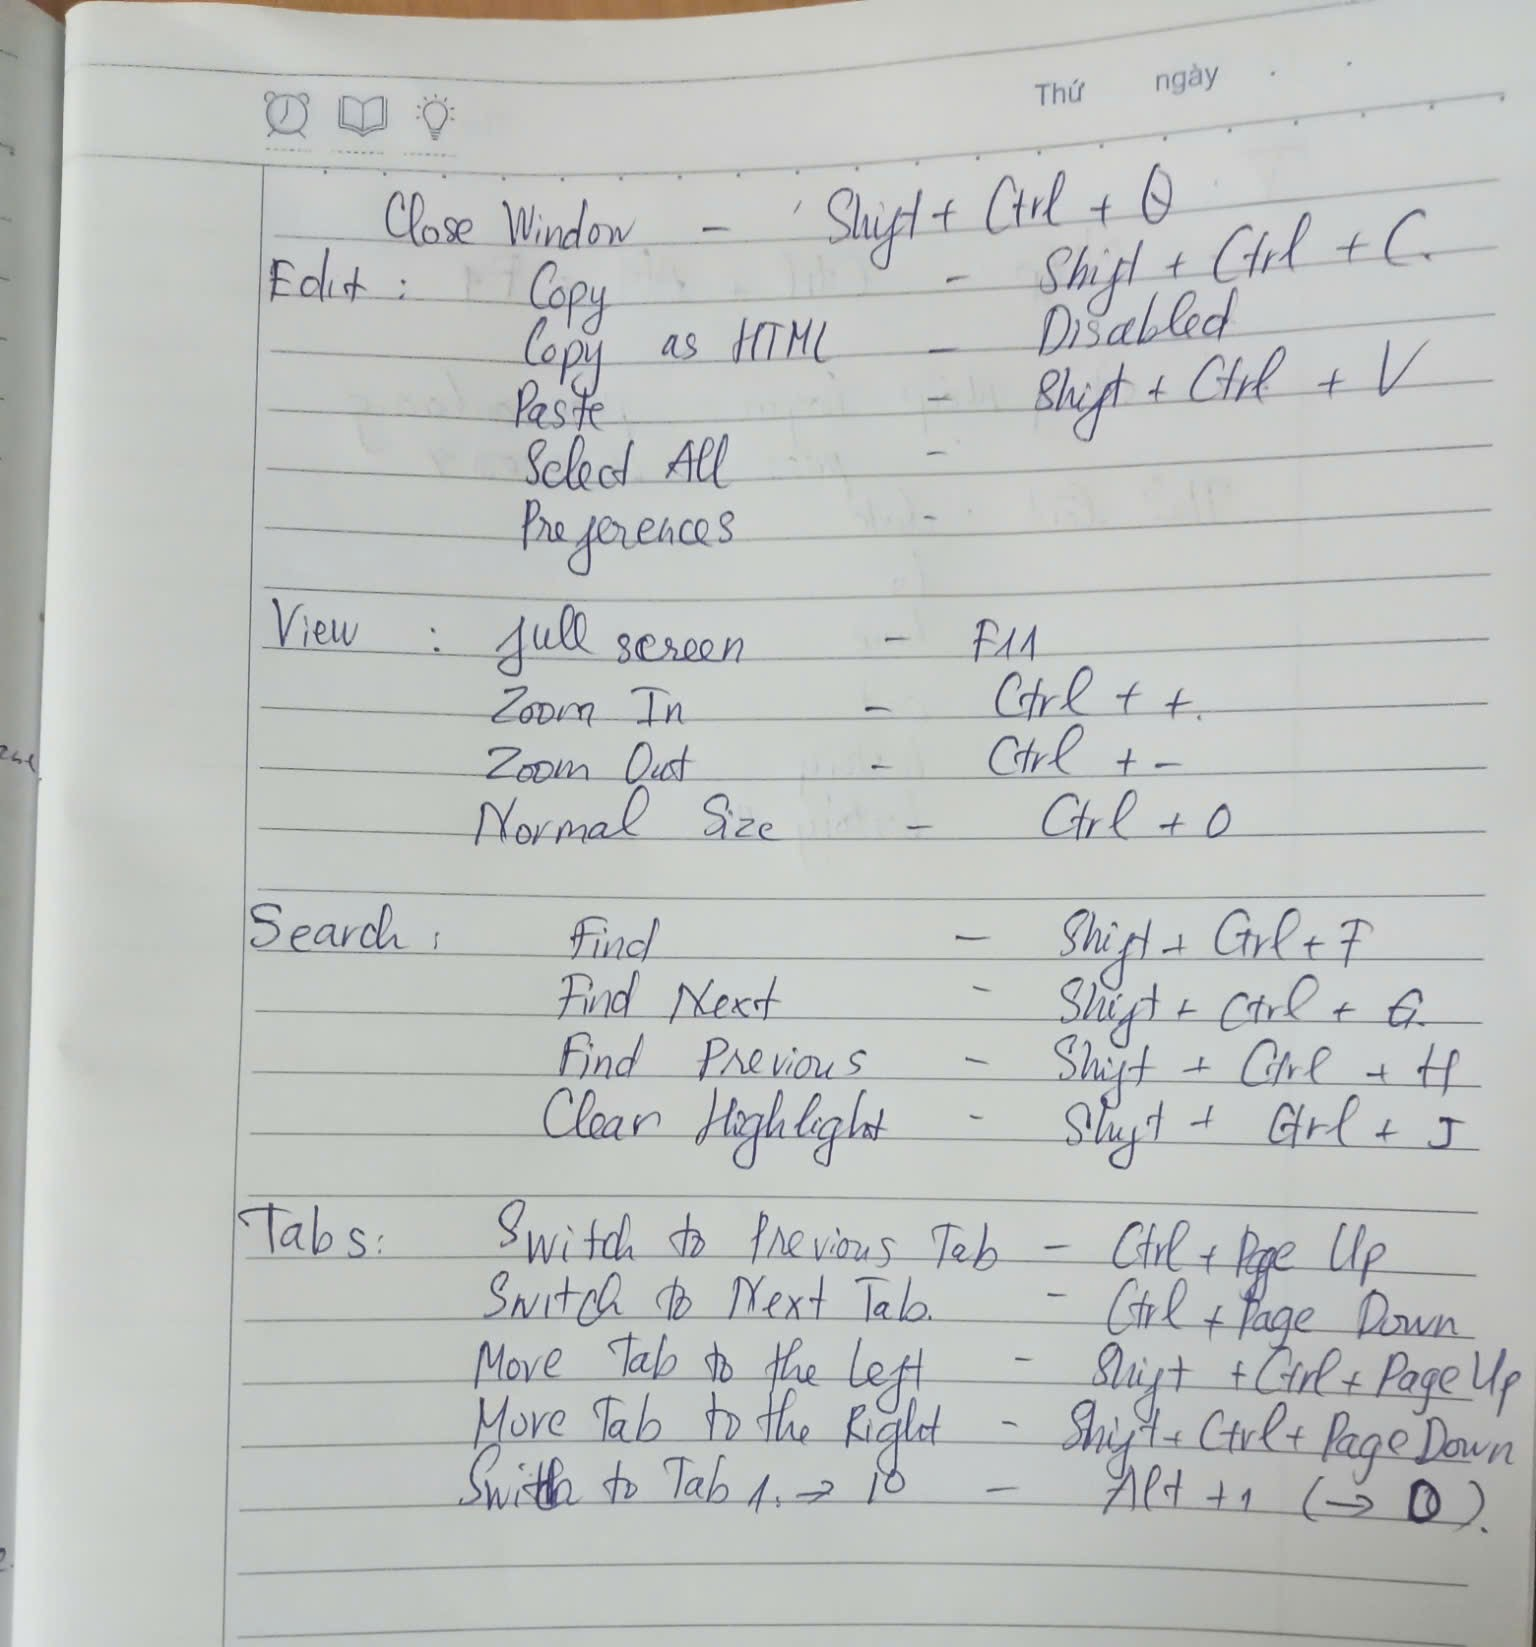 Thứ ngày
Close Window - Shift + Ctrl + Q
Edit : Copy - Shift + Ctrl + C.
Copy as HTML - Disabled
Paste - Shift + Ctrl + V
Select All -
Preferences -
View : full screen - F11
Zoom In - Ctrl + +.
Zoom Out - Ctrl + -
Normal Size - Ctrl + 0
Search : Find - Shift + Ctrl + F
Find Next - Shift + Ctrl + G.
Find Previous - Shift + Ctrl + H
Clear Highlight - Shift + Ctrl + J
Tabs: Switch to Previous Tab - Ctrl + Page Up
Switch to Next Tab. - Ctrl + Page Down
Move Tab to the Left - Shift + Ctrl + Page Up
Move Tab to the Right - Shift + Ctrl + Page Down
Swith to Tab 1. → 10 - Alt + 1 (→ 0).